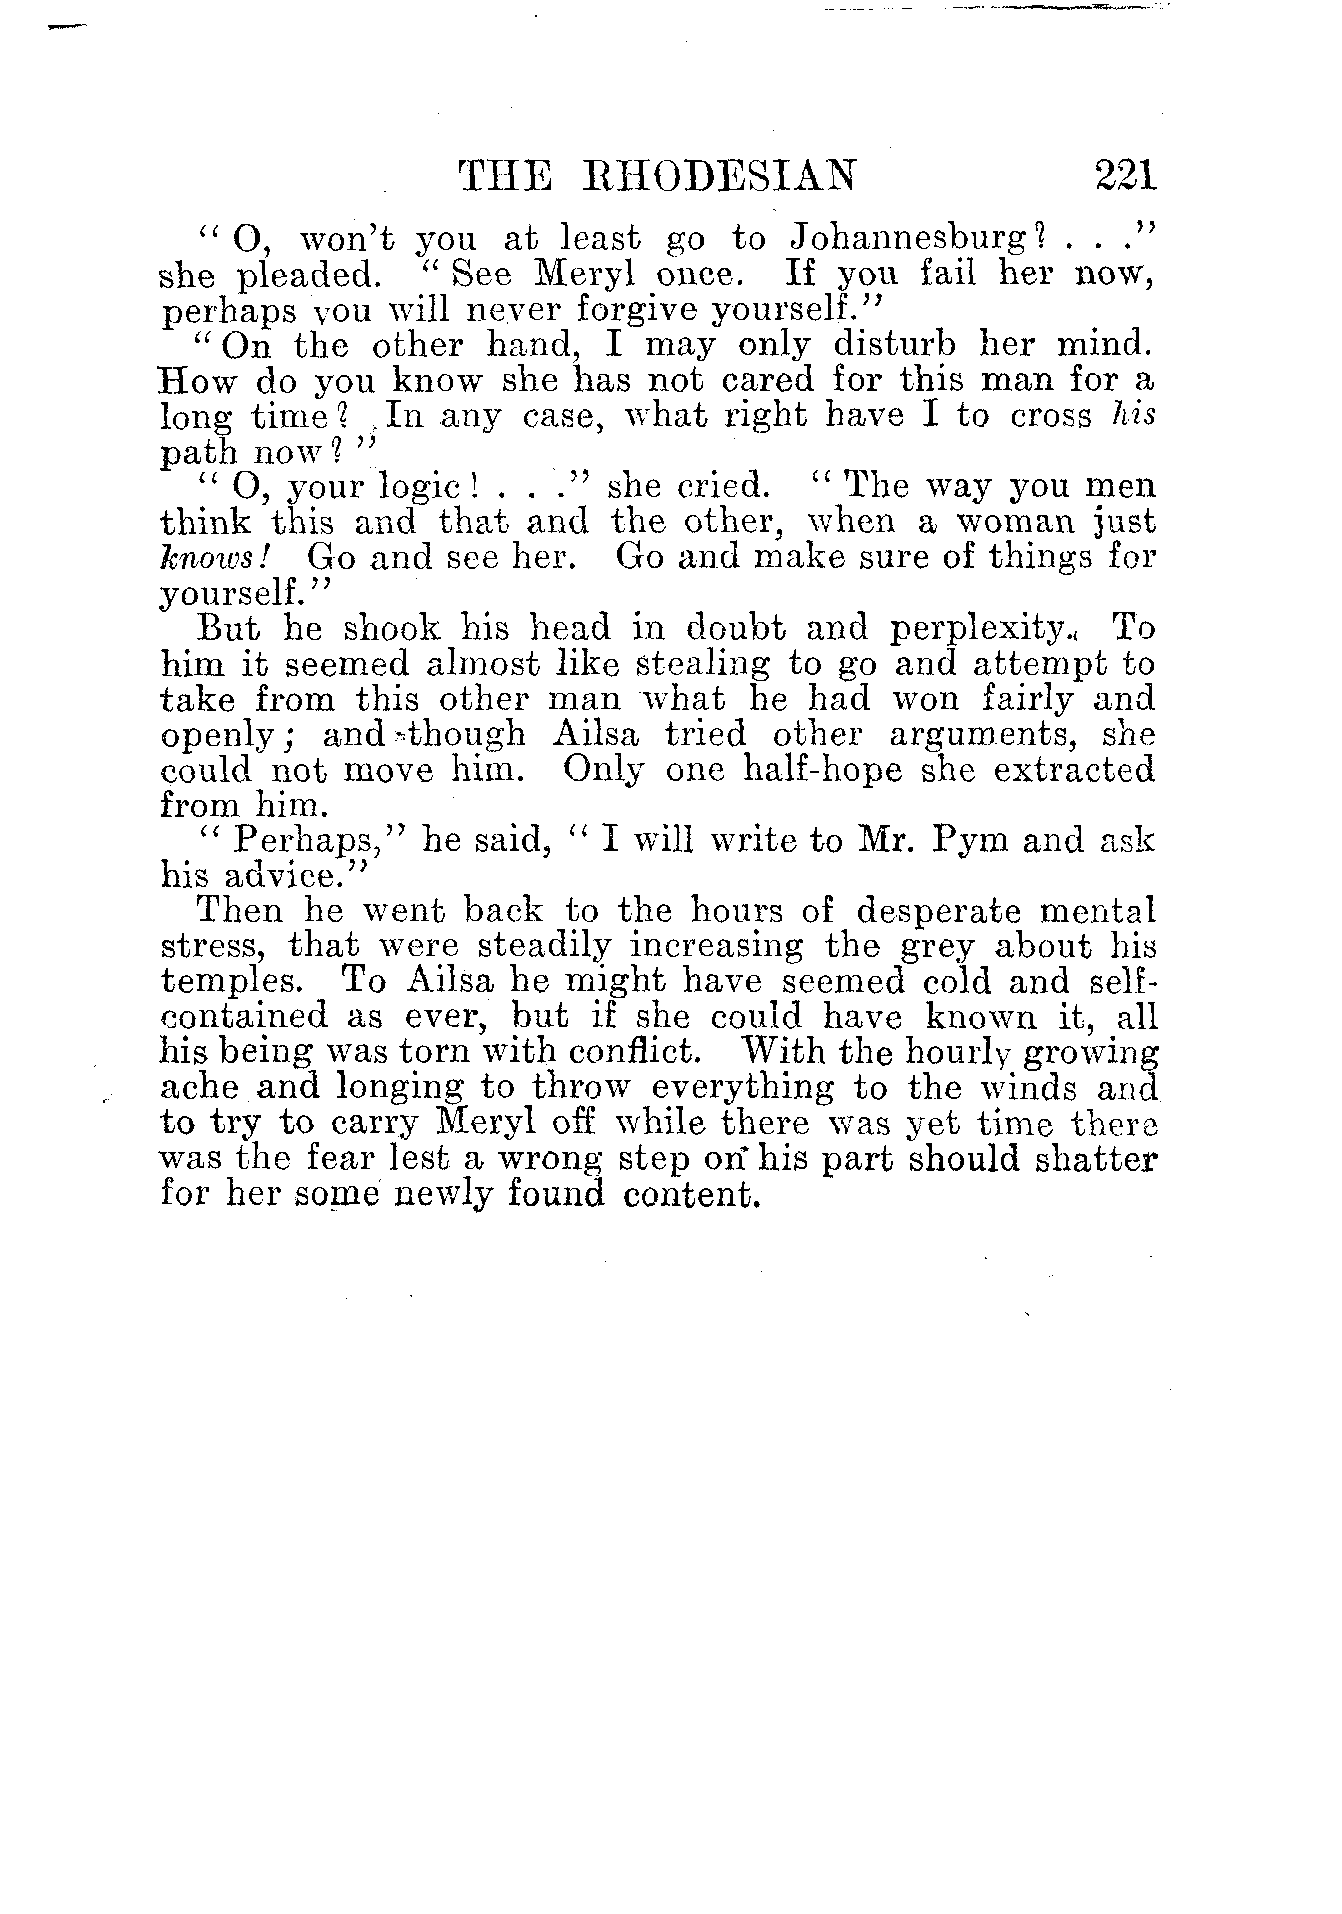 THE RHODESIAN 221
" O, won't you at least go to Johannesburg? . . ."
she pleaded. " See Meryl once. If you fail her now,
perhaps you will never forgive yourself."
" On the other hand, I may only disturb her mind.
How do you know she has not cared for this man for a
long time? In any case, what right have I to cross his
path now? "
" O, your logic! . . ." she cried. " The way you men
think this and that and the other, when a woman just
knows! Go and see her. Go and make sure of things for
yourself."
But he shook his head in doubt and perplexity. To
him it seemed almost like stealing to go and attempt to
take from this other man what he had won fairly and
openly; and though Ailsa tried other arguments, she
could not move him. Only one half-hope she extracted
from him.
" Perhaps," he said, " I will write to Mr. Pym and ask
his advice."
Then he went back to the hours of desperate mental
stress, that were steadily increasing the grey about his
temples. To Ailsa he might have seemed cold and self-
contained as ever, but if she could have known it, all
his being was torn with conflict. With the hourly growing
ache and longing to throw everything to the winds and
to try to carry Meryl off while there was yet time there
was the fear lest a wrong step on his part should shatter
for her some newly found content.